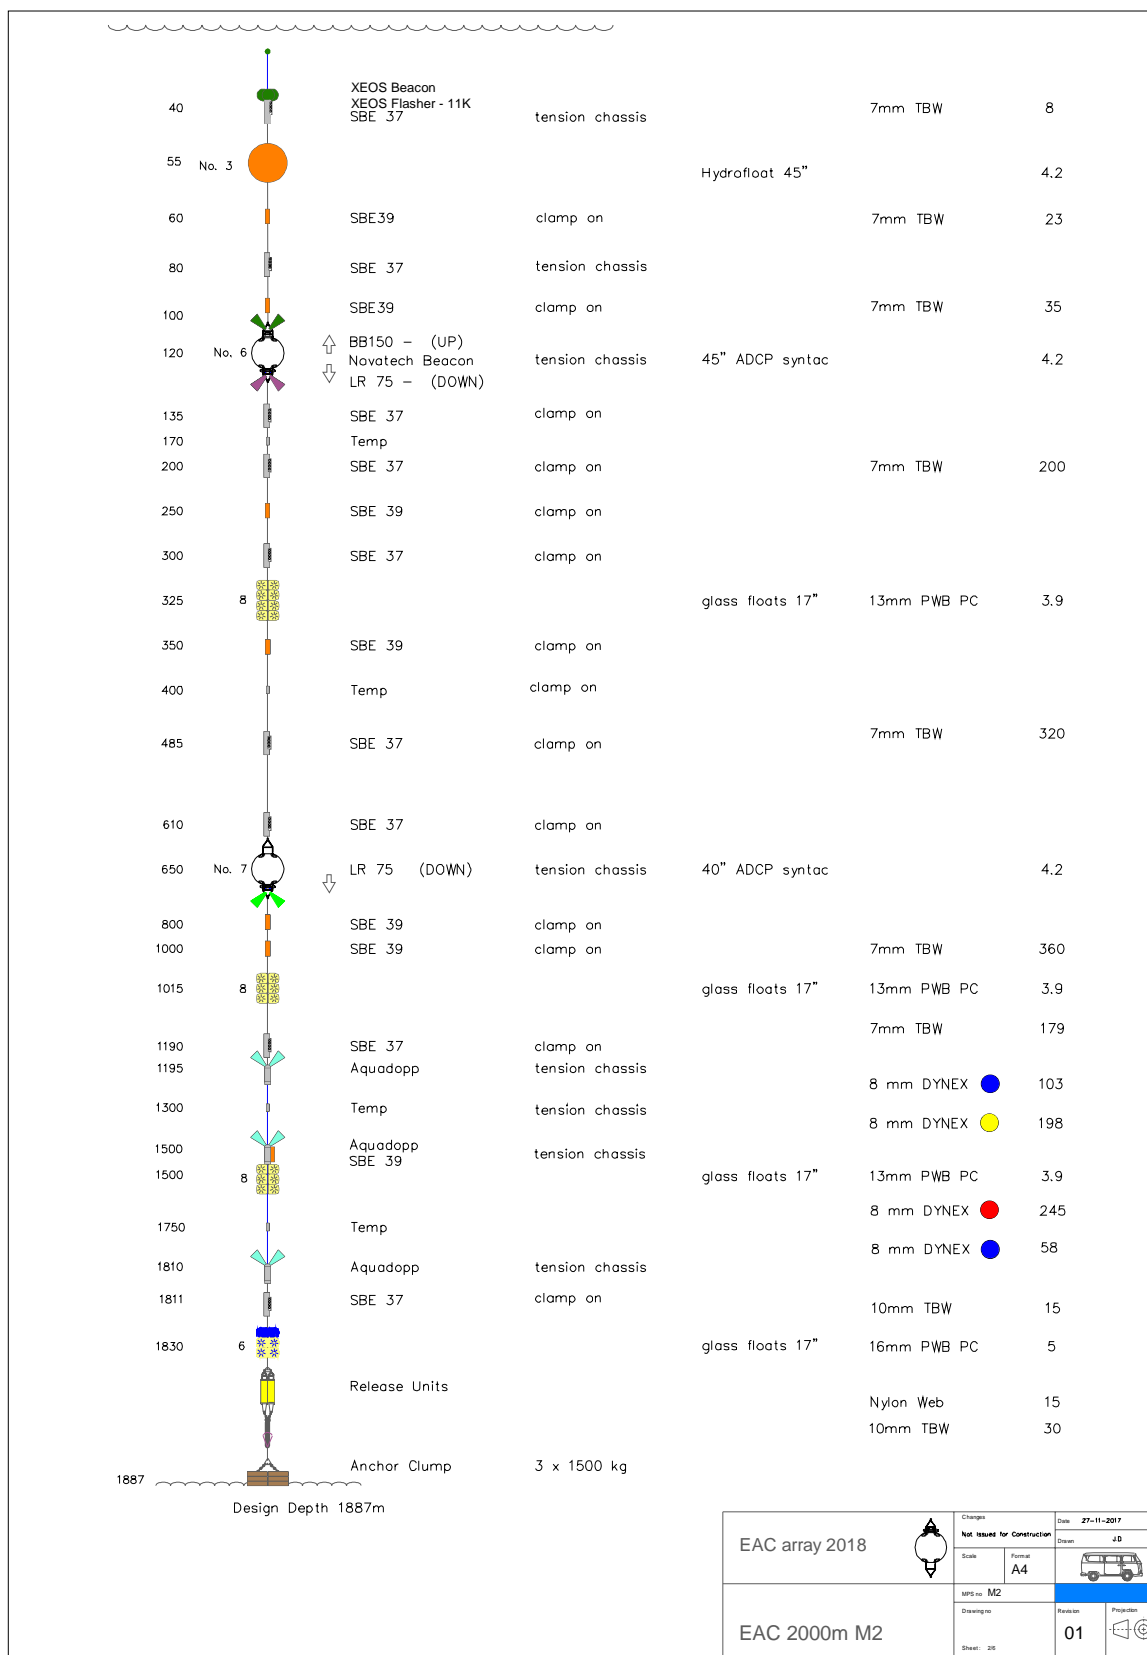 XEOS Beacon
XEOS Flasher - 11K
40 SBE 37 tension chassis 7mm TBW 8
55 No. 3 Hydrofloat 45” 4.2
60 SBE39 clamp on 7mm TBW 23
80 SBE 37 tension chassis
100 SBE39 clamp on 7mm TBW 35
BB150 - (UP)
120 No. 6 Novatech Beacon tension chassis 45” ADCP syntac 4.2
LR 75 - (DOWN)
135 SBE 37 clamp on
170 Temp
200 SBE 37 clamp on 7mm TBW 200
250 SBE 39 clamp on
300 SBE 37 clamp on
325 8 glass floats 17” 13mm PWB PC 3.9
350 SBE 39 clamp on
400 Temp clamp on
7mm TBW 320
485 SBE 37 clamp on
610 SBE 37 clamp on
650 No. 7 LR 75 (DOWN) tension chassis 40” ADCP syntac 4.2
800 SBE 39 clamp on
1000 SBE 39 clamp on 7mm TBW 360
1015 8 glass floats 17” 13mm PWB PC 3.9
7mm TBW 179
1190 SBE 37 clamp on
1195 Aquadopp tension chassis
8 mm DYNEX 103
1300 Temp tension chassis
8 mm DYNEX 198
1500 Aquadopp tension chassis
SBE 39
1500 8 glass floats 17” 13mm PWB PC 3.9
8 mm DYNEX 245
1750 Temp
8 mm DYNEX 58
1810 Aquadopp tension chassis
1811 SBE 37 clamp on
10mm TBW 15
1830 6 glass floats 17” 16mm PWB PC 5
Release Units
Nylon Web 15
10mm TBW 30
Anchor Clump 3 x 1500 kg
1887
Design Depth 1887m
EAC array 2018
Changes
Not Issued for Construction
Date 27-11-2017
Drawn J.D
Scale
Format
A4
MPS no M2
EAC 2000m M2
Drawing no
Sheet: 2/6
Revision
01
Projection